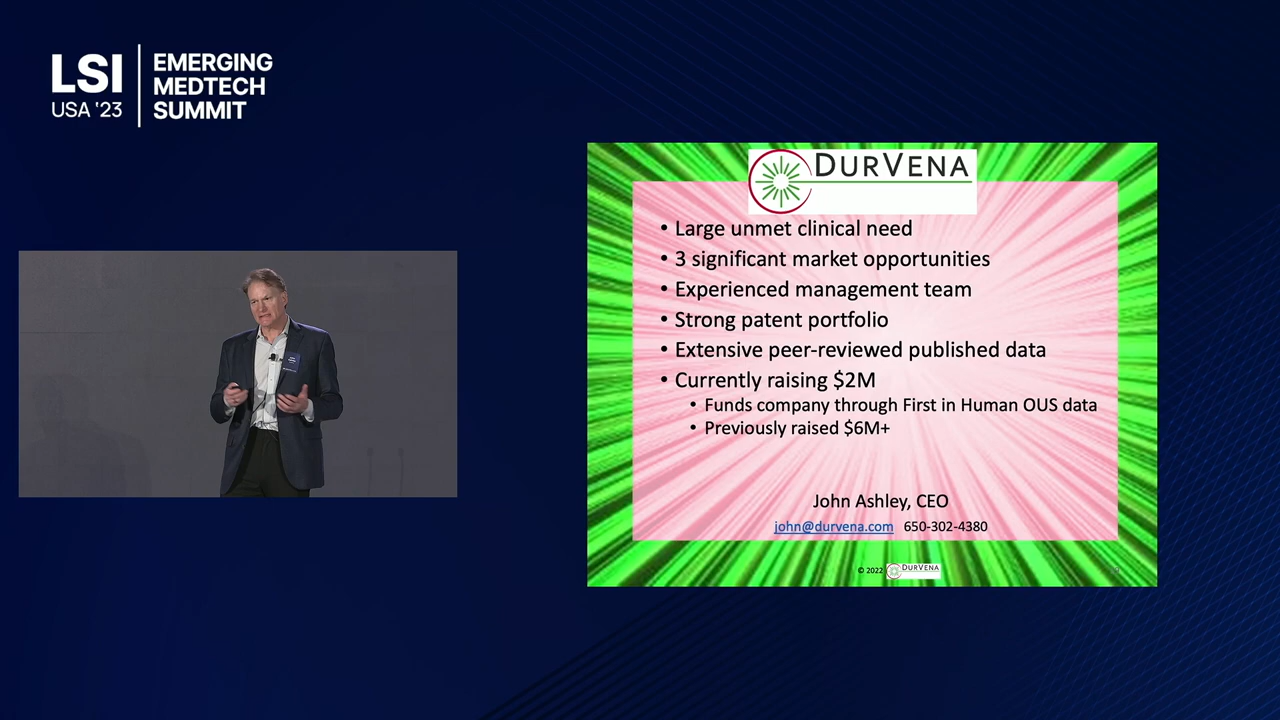 LSI
USA '23
EMERGING
MEDTECH
SUMMIT
DURVENA
• Large unmet clinical need
• 3 significant market opportunities
• Experienced management team
• Strong patent portfolio
• Extensive peer-reviewed published data
• Currently raising $2M
• Funds company through First in Human OUS data
• Previously raised $6M+
John Ashley, CEO
john@durvena.com 650-302-4380
© 2022 DURVENA